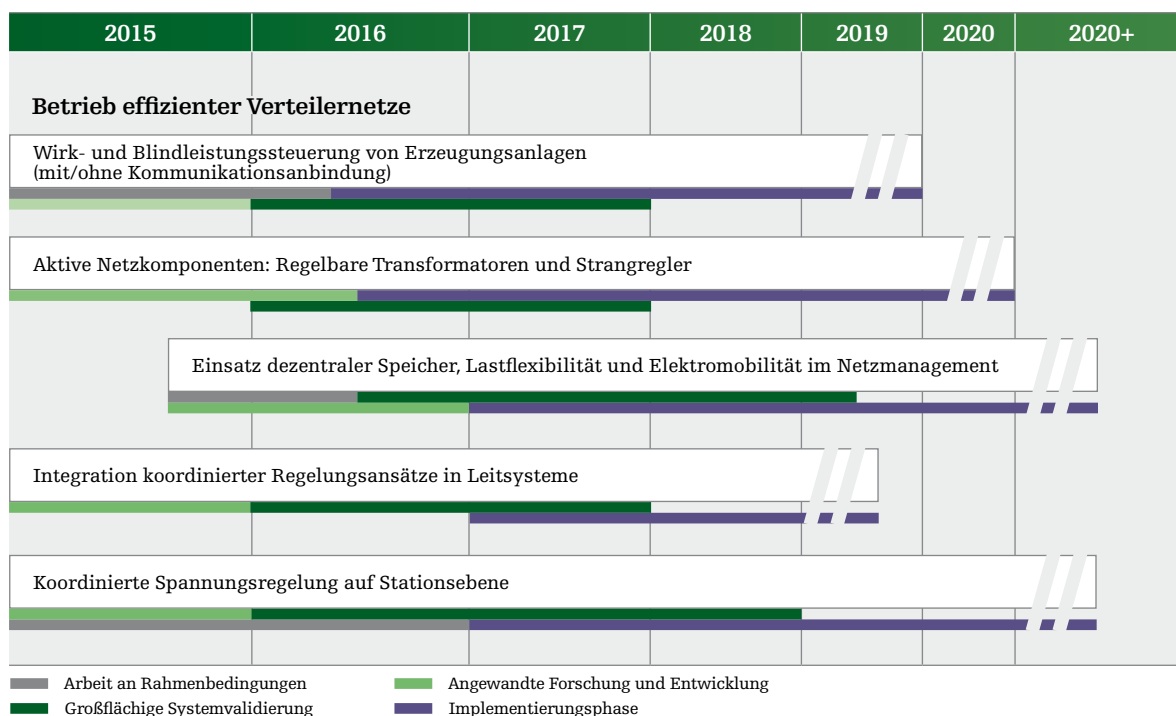 2015 2016 2017 2018 2019 2020 2020+
Betrieb effizienter Verteilernetze
Wirk- und Blindleistungssteuerung von Erzeugungsanlagen
(mit/ohne Kommunikationsanbindung)
Aktive Netzkomponenten: Regelbare Transformatoren und Strangregler
Einsatz dezentraler Speicher, Lastflexibilität und Elektromobilität im Netzmanagement
Integration koordinierter Regelungsansätze in Leitsysteme
Koordinierte Spannungsregelung auf Stationsebene
Arbeit an Rahmenbedingungen Angewandte Forschung und Entwicklung
Großflächige Systemvalidierung Implementierungsphase